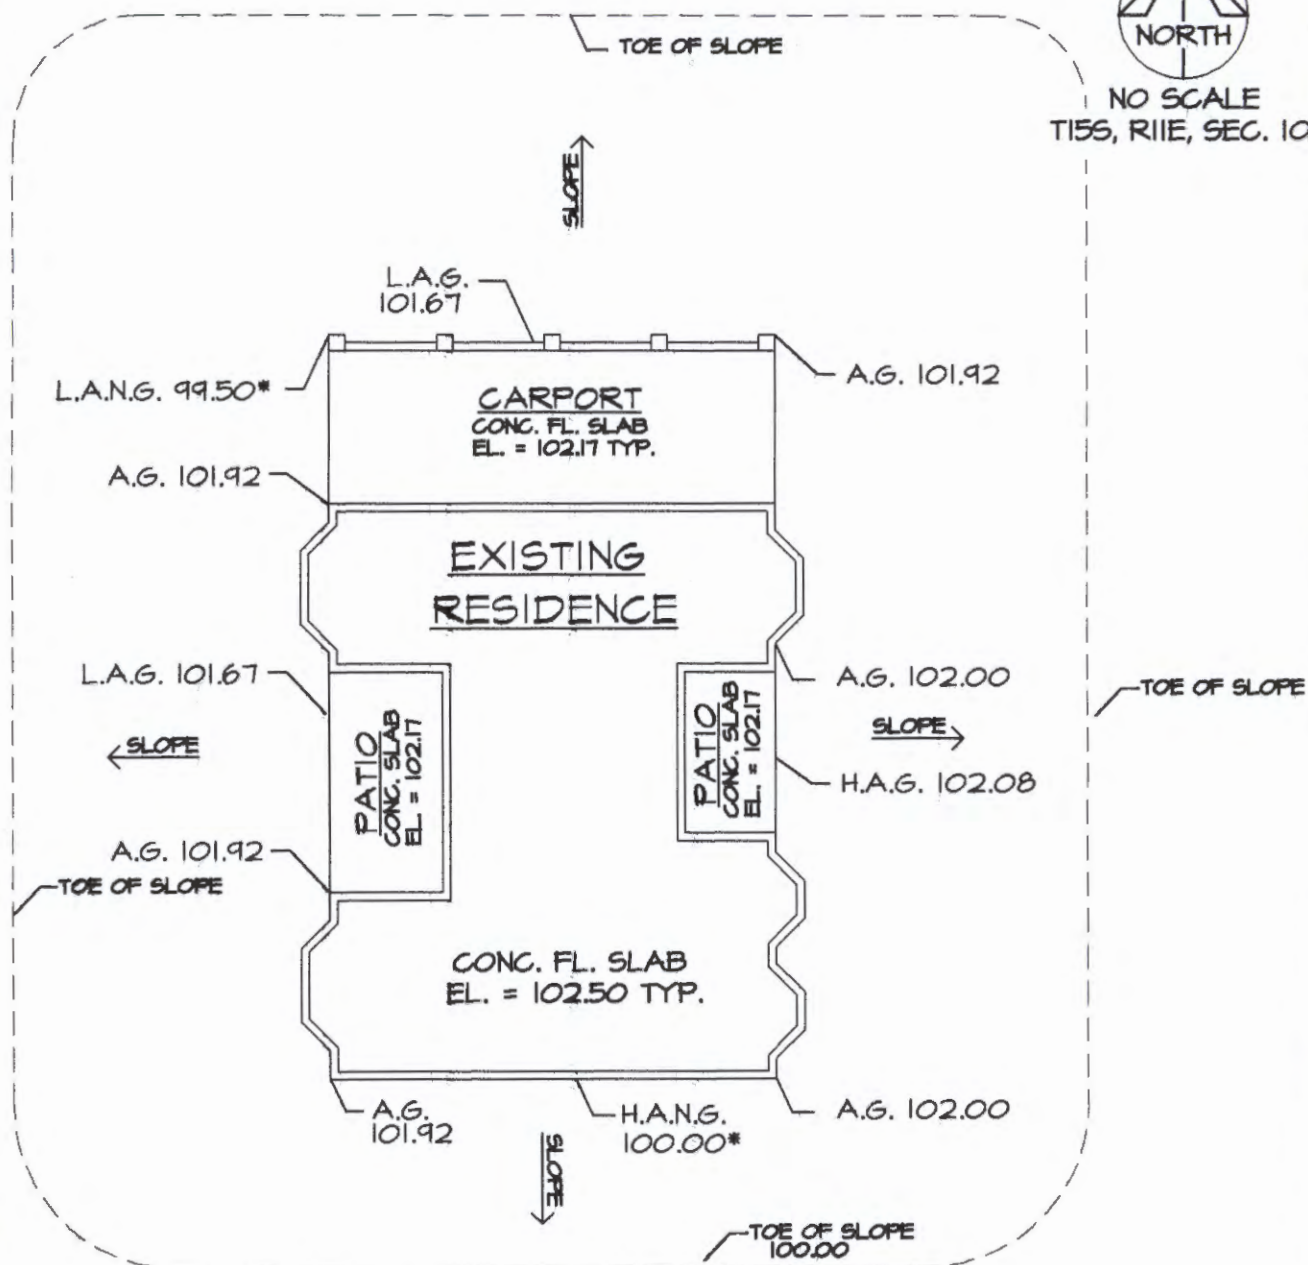 TOE OF SLOPE
NORTH
NO SCALE
T15S, R11E, SEC. 10
SLOPE
L.A.G.
101.67
L.A.N.G. 99.50*
A.G. 101.92
CARPORT
CONC. FL. SLAB
EL. = 102.17 TYP.
A.G. 101.92
EXISTING
RESIDENCE
L.A.G. 101.67
A.G. 102.00
TOE OF SLOPE
SLOPE
PATIO
CONC. SLAB
EL. = 102.17
PATIO
CONC. SLAB
EL. = 102.17
SLOPE
H.A.G. 102.08
A.G. 101.92
TOE OF SLOPE
CONC. FL. SLAB
EL. = 102.50 TYP.
A.G.
101.92
H.A.N.G.
100.00*
A.G. 102.00
SLOPE
TOE OF SLOPE
100.00